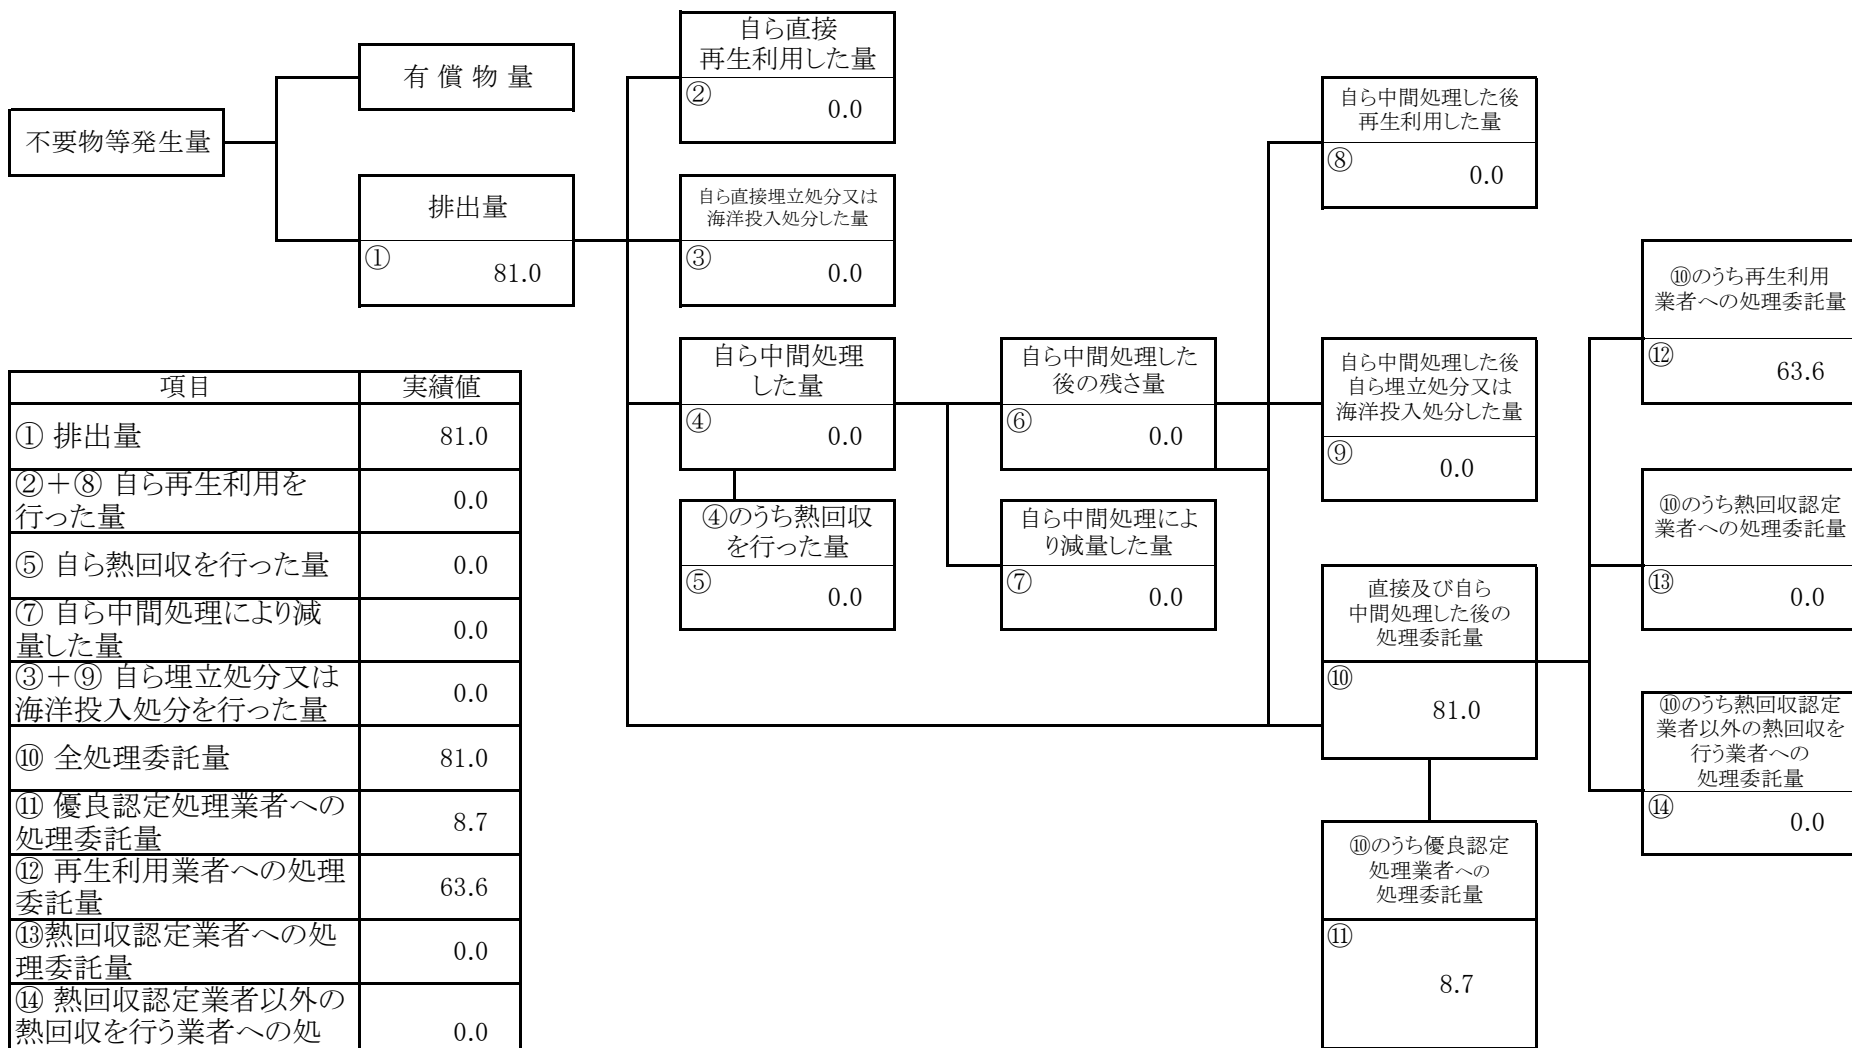 不要物等発生量
有 償 物 量
排出量
①
81.0
自ら直接
再生利用した量
②
0.0
自ら直接埋立処分又は
海洋投入処分した量
③
0.0
自ら中間処理
した量
④
0.0
④のうち熱回収
を行った量
⑤
0.0
自ら中間処理した
後の残さ量
⑥
0.0
自ら中間処理によ
り減量した量
⑦
0.0
自ら中間処理した後
再生利用した量
⑧
0.0
自ら中間処理した後
自ら埋立処分又は
海洋投入処分した量
⑨
0.0
直接及び自ら
中間処理した後の
処理委託量
⑩
81.0
⑩のうち優良認定
処理業者への
処理委託量
⑪
8.7
⑩のうち再生利用
業者への処理委託量
⑫
63.6
⑩のうち熱回収認定
業者への処理委託量
⑬
0.0
⑩のうち熱回収認定
業者以外の熱回収を
行う業者への
処理委託量
⑭
0.0
項目 実績値
① 排出量 81.0
②＋⑧ 自ら再生利用を
行った量 0.0
⑤ 自ら熱回収を行った量 0.0
⑦ 自ら中間処理により減
量した量 0.0
③＋⑨ 自ら埋立処分又は
海洋投入処分を行った量 0.0
⑩ 全処理委託量 81.0
⑪ 優良認定処理業者への
処理委託量 8.7
⑫ 再生利用業者への処理
委託量 63.6
⑬熱回収認定業者への処
理委託量 0.0
⑭ 熱回収認定業者以外の
熱回収を行う業者への処 0.0